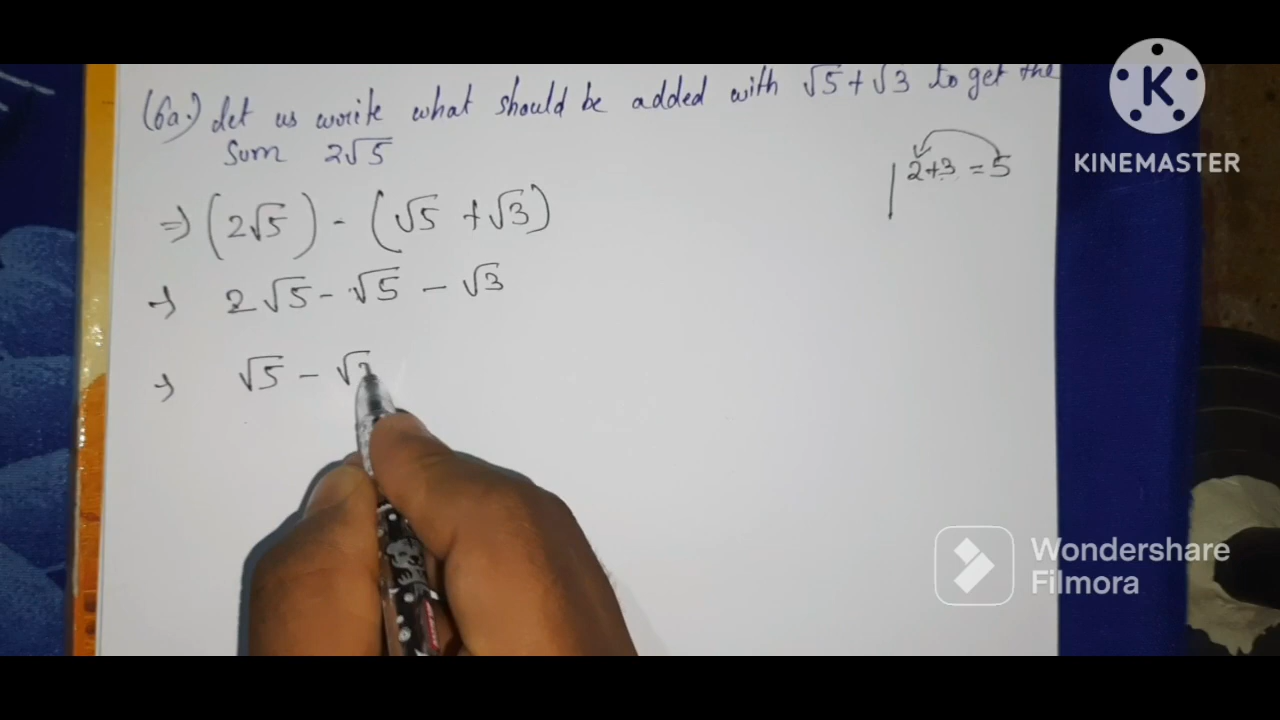 (6a.) Let us write what should be added with √5 + √3 to get the
Sum 2√5
2+3 = 5
⇒ (2√5) - (√5 + √3)
→ 2√5 - √5 - √3
→ √5 - √
KINEMASTER
Wondershare
Filmora